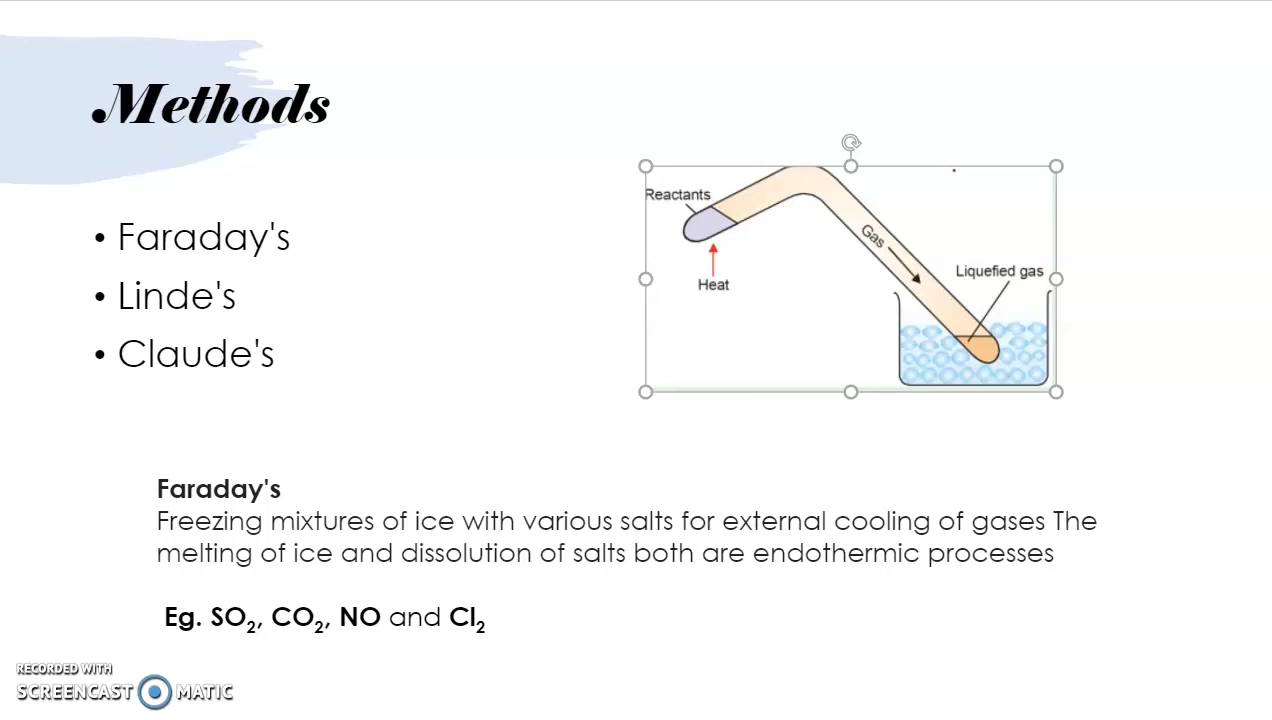 Methods
• Faraday's
• Linde's
• Claude's
Reactants
Heat
Gas
Liquefied gas
Faraday's
Freezing mixtures of ice with various salts for external cooling of gases The
melting of ice and dissolution of salts both are endothermic processes
Eg. SO₂, CO₂, NO and Cl₂
RECORDED WITH
SCREENCAST MATIC